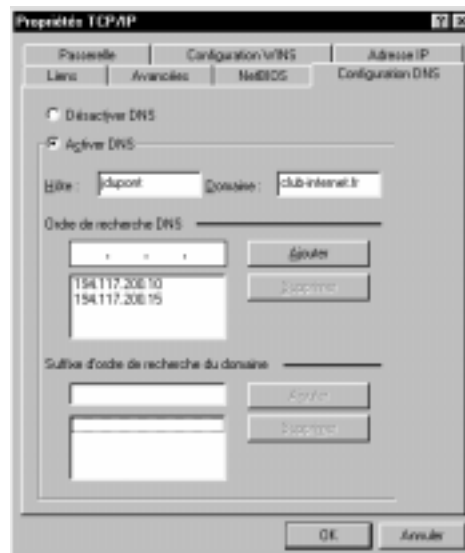 Propriétés TCP/IP
Passerelle Configuration WINS Adresse IP
Liens Avancées NetBIOS Configuration DNS
Désactiver DNS
Activer DNS
Hôte : jdupont Domaine : club-internet.fr
Ordre de recherche DNS
Ajouter
194.117.200.10 Supprimer
194.117.200.15
Suffixe d'ordre de recherche du domaine
Ajouter
Supprimer
OK Annuler